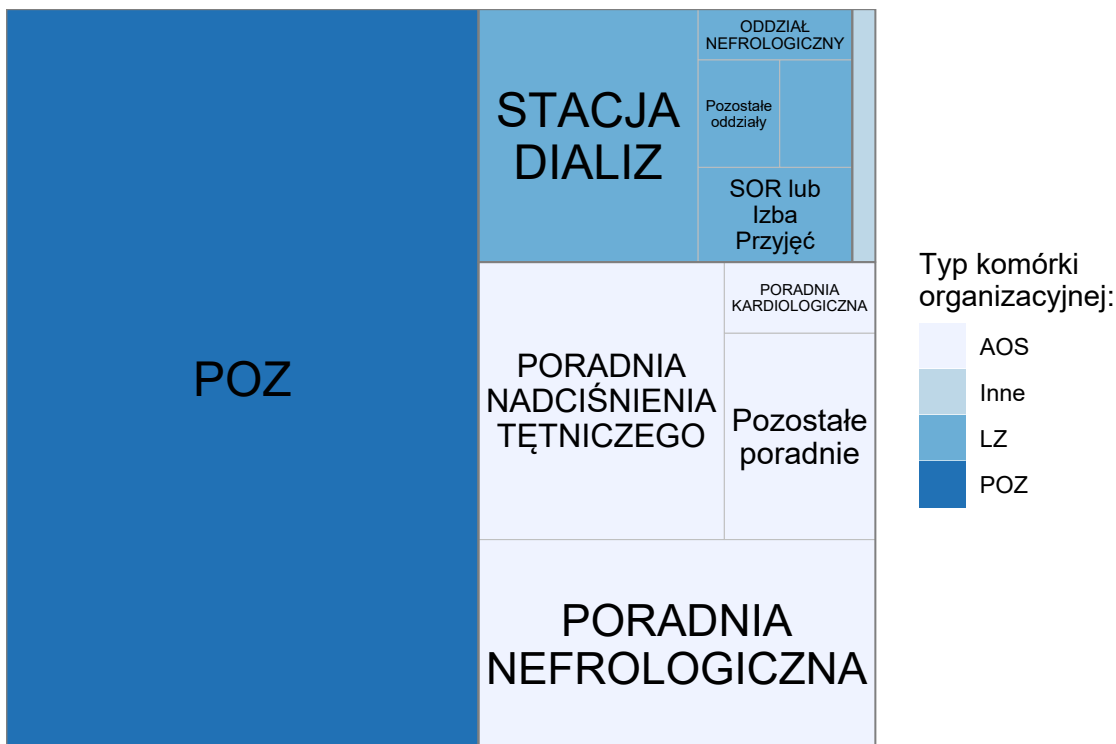 POZ
STACJA
DIALIZ
ODDZIAŁ
NEFROLOGICZNY
Pozostałe
oddziały
SOR lub
Izba
Przyjęć
PORADNIA
NADCIŚNIENIA
TĘTNICZEGO
PORADNIA
KARDIOLOGICZNA
Pozostałe
poradnie
PORADNIA
NEFROLOGICZNA
Typ komórki
organizacyjnej:
AOS
Inne
LZ
POZ